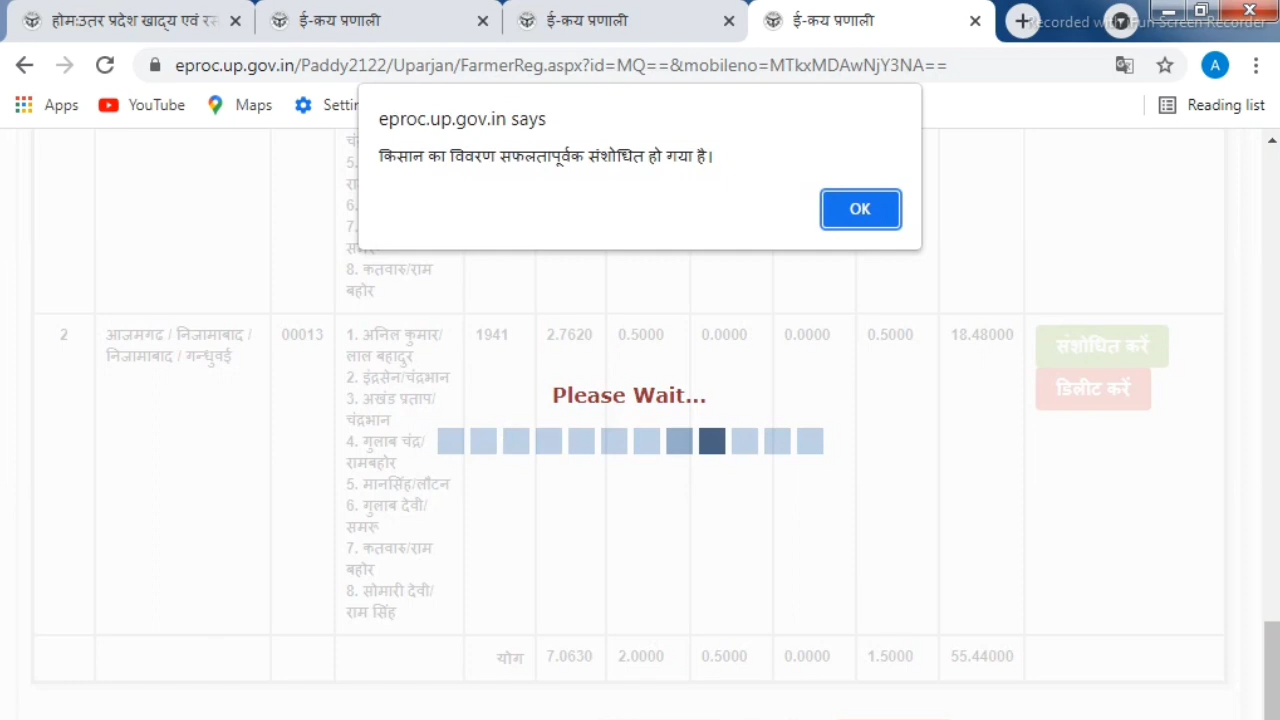 होमःउतर प्रदेश खाद्य एवं रस
ई-क्रय प्रणाली
ई-क्रय प्रणाली
ई-क्रय प्रणाली
eproc.up.gov.in/Paddy2122/Uparjan/FarmerReg.aspx?id=MQ==&mobileno=MTkxMDAwNjY3NA==
A
Apps
YouTube
Maps
Reading list
eproc.up.gov.in says
किसान का विवरण सफलतापूर्वक संशोधित हो गया है।
OK
5.
6.
7.
8. कतवारु/राम
बहोर
2
आजमगढ / निजामाबाद /
निजामाबाद / गन्धुवई
00013
1. अनिल कुमार/
लाल बहादुर
2. इंद्रसेन/चंद्रभान
3. अखंड प्रताप/
चंद्रभान
4. गुलाब चंद्र/
रामबहोर
5. मानसिंह/लौटन
6. गुलाब देवी/
समरू
7. कतवारु/राम
बहोर
8. सोमारी देवी/
राम सिंह
1941
2.7620
0.5000
0.0000
0.0000
0.5000
18.48000
संशोधित करें
डिलीट करें
Please Wait...
योग
7.0630
2.0000
0.5000
0.0000
1.5000
55.44000